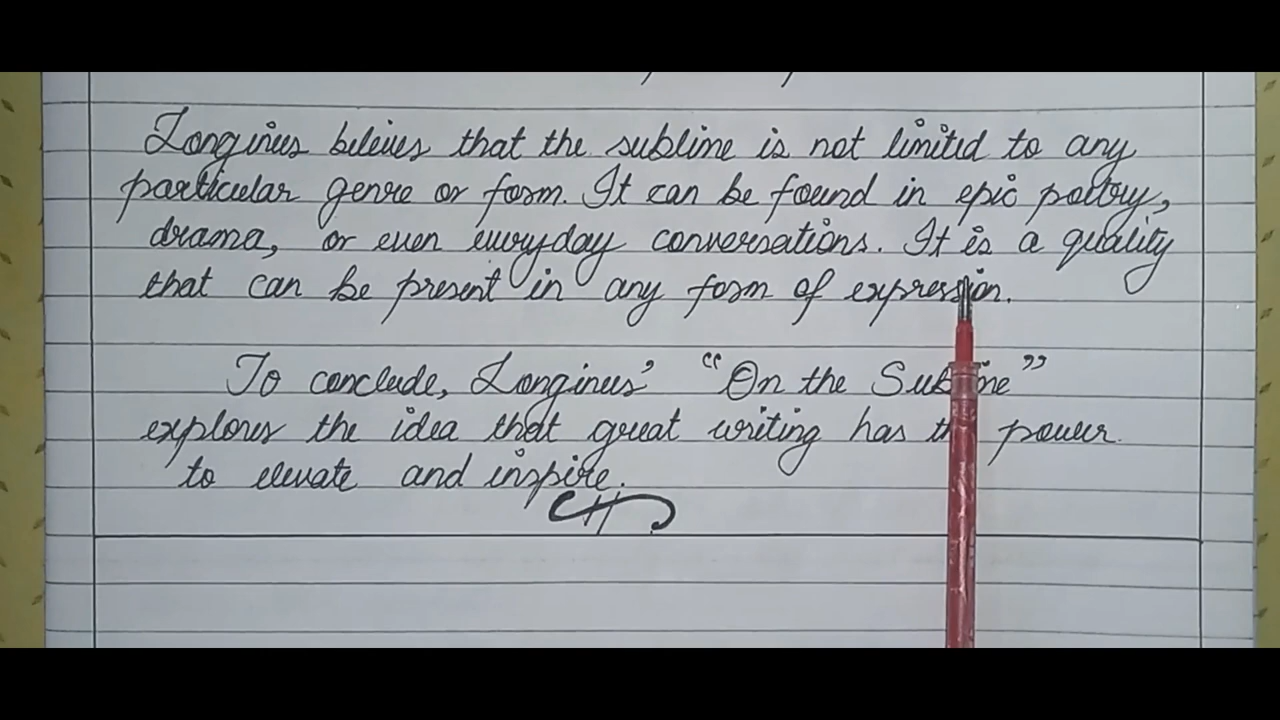 Longinus beleives that the sublime is not limited to any
particular genre or form. It can be found in epic poetry,
drama, or even everyday conversations. It is a quality
that can be present in any form of expression.
To conclude, Longinus' "On the Sublime"
explores the idea that great writing has the power
to elevate and inspire.